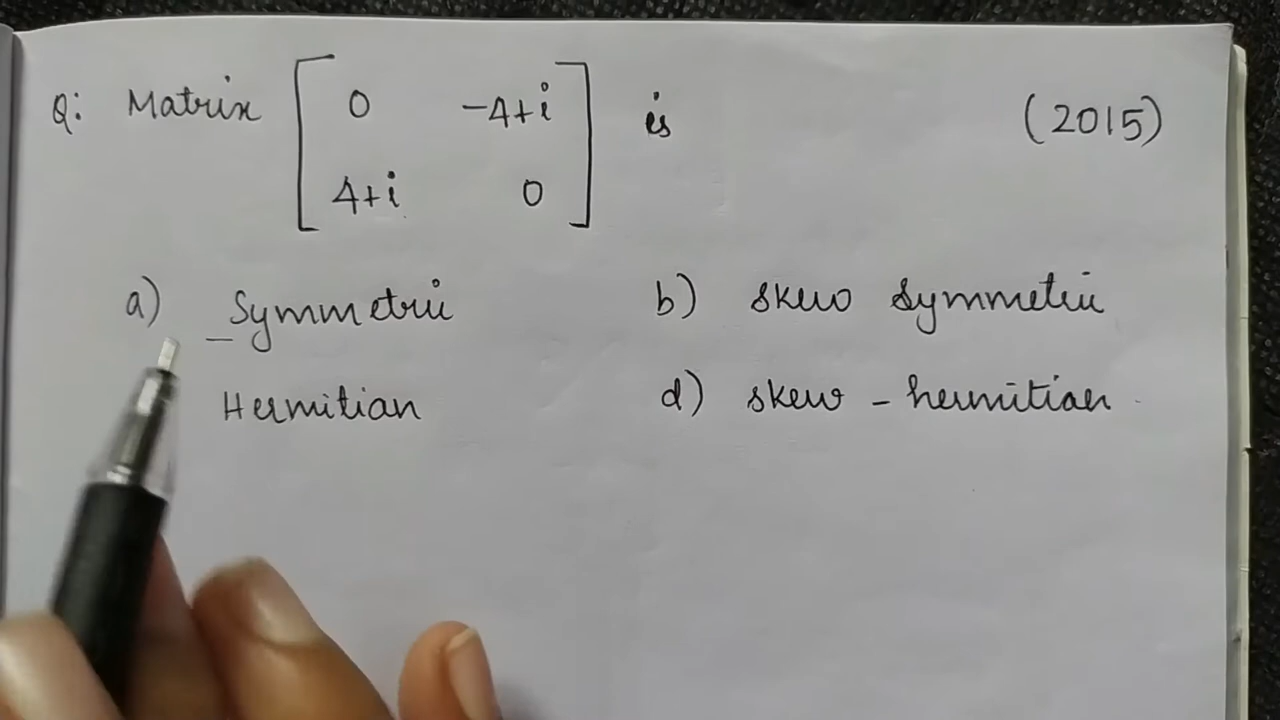 Q: Matrix [ 0 -4+i is (2015)
4+i 0 ]
a) Symmetric b) skew symmetric
Hermitian d) skew - hermitian